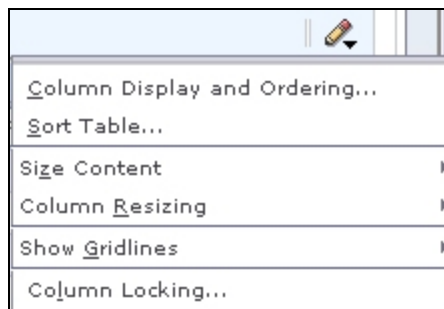 Column Display and Ordering...
Sort Table...
Size Content
Column Resizing
Show Gridlines
Column Locking...